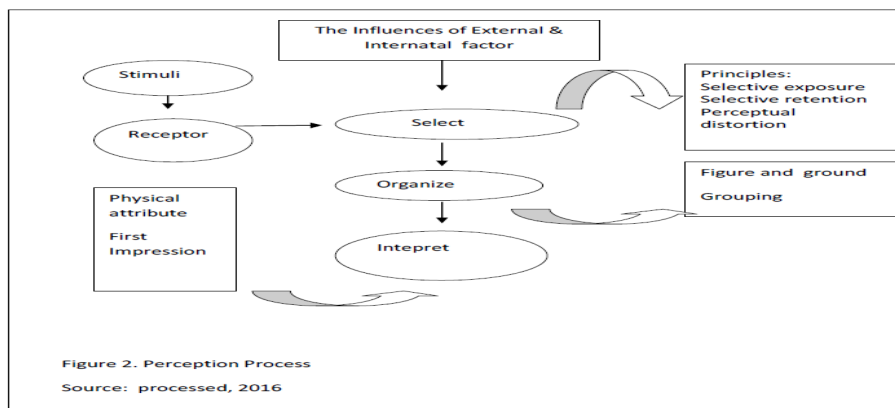 The Influences of External &
Internatal factor
Stimuli
Receptor
Select
Principles:
Selective exposure
Selective retention
Perceptual
distortion
Organize
Figure and ground
Grouping
Physical
attribute
First
Impression
Intepret
Figure 2. Perception Process
Source: processed, 2016